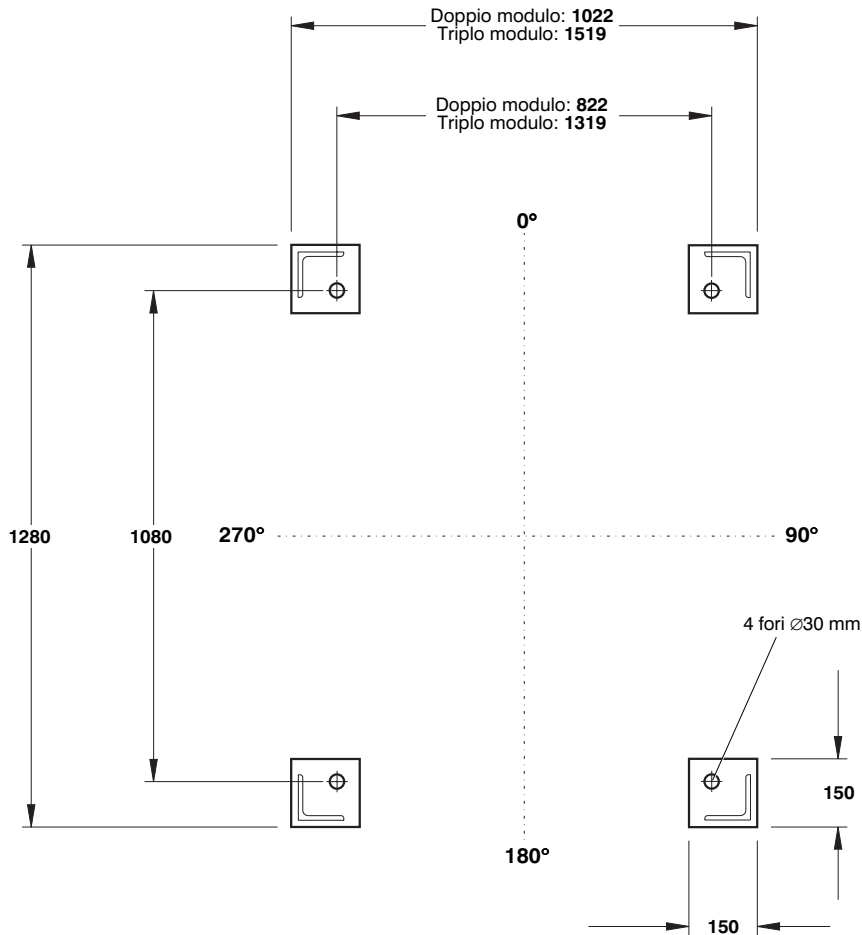 Doppio modulo: 1022
Triplo modulo: 1519
Doppio modulo: 822
Triplo modulo: 1319
0°
1280
1080
270°
90°
4 fori ∅30 mm
150
180°
150